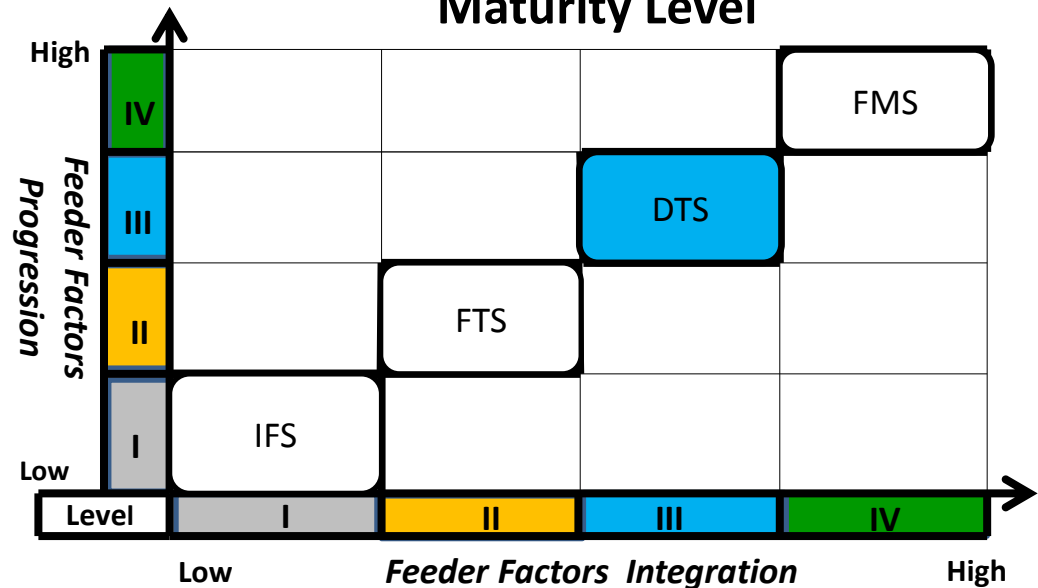 Maturity Level
High
IV
FMS
III
DTS
Feeder Factors
Progression
II
FTS
I
IFS
Low
Level
I
II
III
IV
Low
Feeder Factors Integration
High